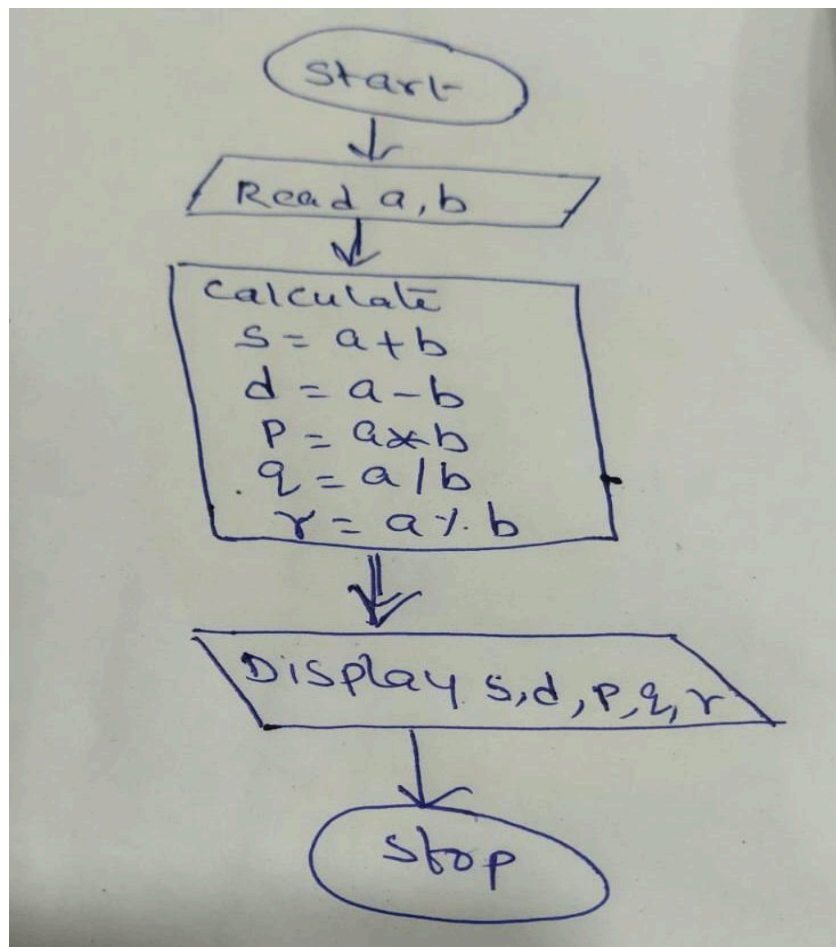 Start
Read a, b
Calculate
s = a + b
d = a - b
p = a * b
q = a / b
r = a % b
Display s, d, p, q, r
Stop